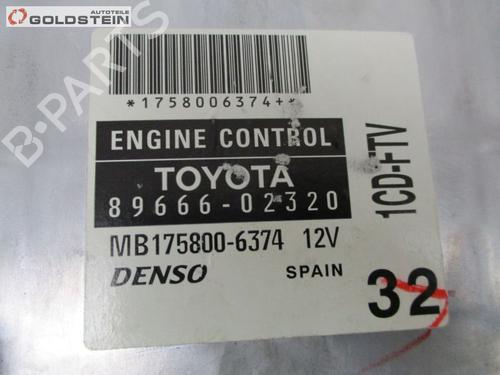 AUTOTEILE
GOLDSTEIN
B-PARTS
*1758006374+*
ENGINE CONTROL
TOYOTA
89666-02320
MB175800-6374 12V
DENSO SPAIN
1CD-FTV
32